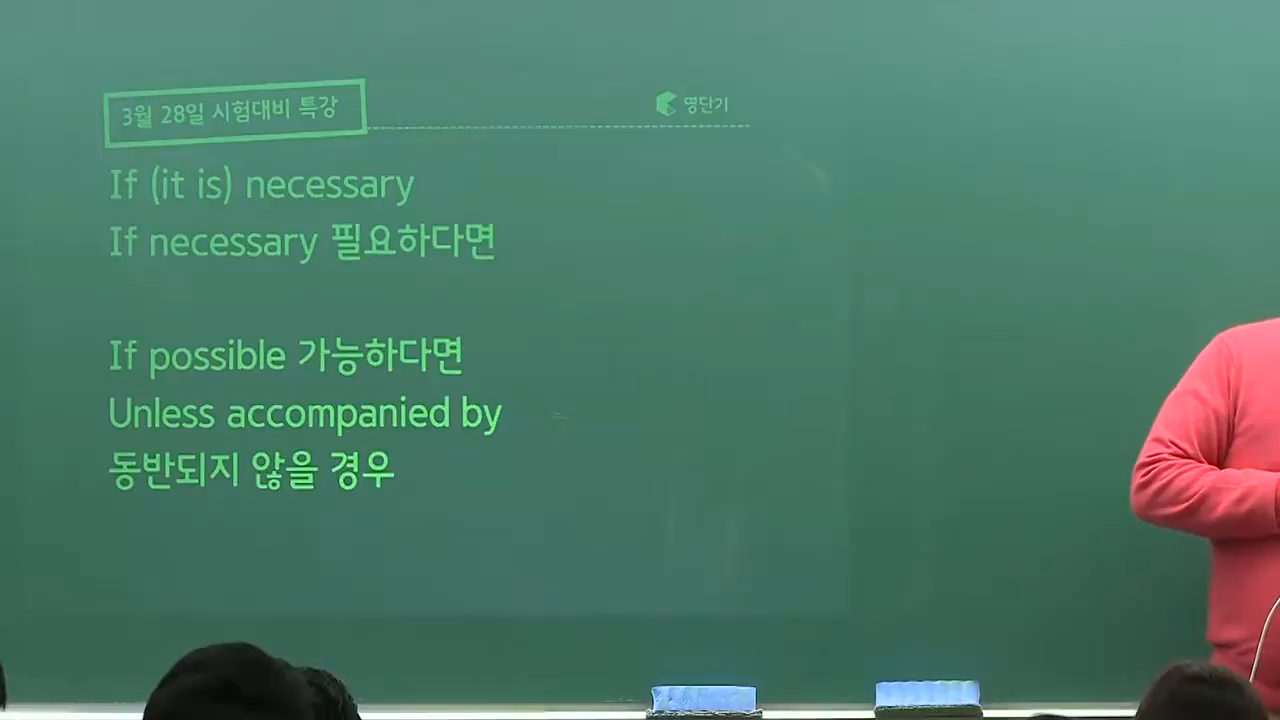 3월 28일 시험대비 특강
영단기
If (it is) necessary
If necessary 필요하다면
If possible 가능하다면
Unless accompanied by
동반되지 않을 경우